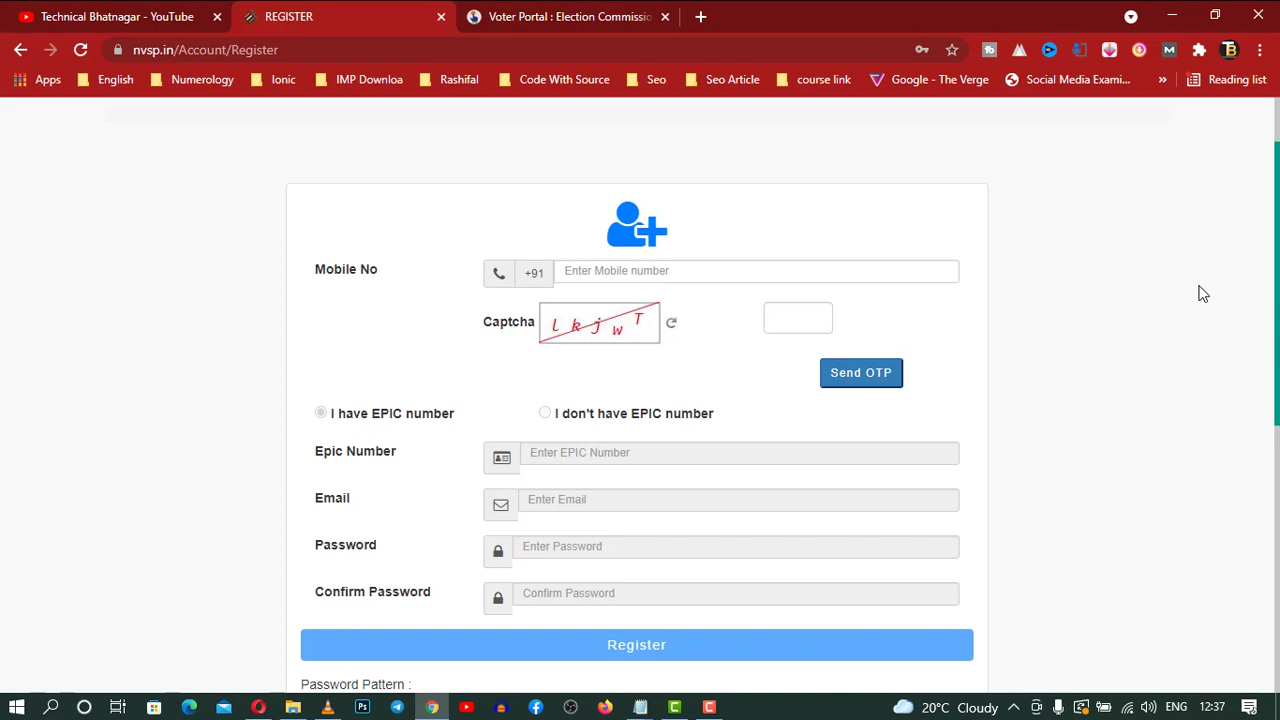 Technical Bhatnagar - YouTube
REGISTER
Voter Portal : Election Commissio
nvsp.in/Account/Register
Apps English Numerology Ionic IMP Downloa Rashifal Code With Source Seo Seo Article course link Google - The Verge Social Media Exami... » Reading list
Mobile No +91 Enter Mobile number
Captcha l k j w T
Send OTP
I have EPIC number I don't have EPIC number
Epic Number Enter EPIC Number
Email Enter Email
Password Enter Password
Confirm Password Confirm Password
Register
Password Pattern :
20°C Cloudy ENG 12:37